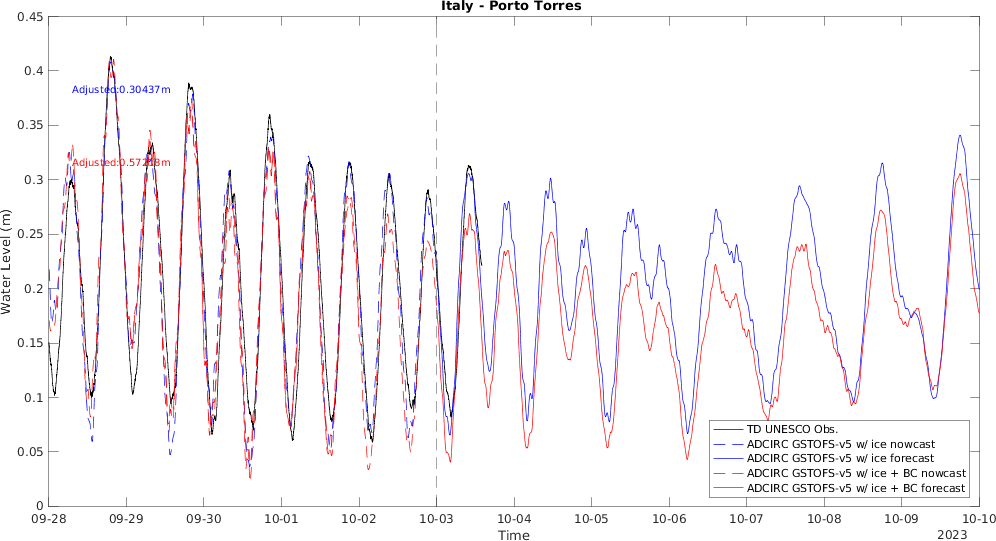 Italy - Porto Torres
Water Level (m)
0.45
0.4
0.35
0.3
0.25
0.2
0.15
0.1
0.05
0
Adjusted:0.30437m
09-28
09-29
09-30
10-01
10-02
10-03
10-04
10-05
10-06
10-07
10-08
10-09
10-10
Time
2023
TD UNESCO Obs.
ADCIRC GSTOFS-v5 w/ ice nowcast
ADCIRC GSTOFS-v5 w/ ice forecast
ADCIRC GSTOFS-v5 w/ ice + BC nowcast
ADCIRC GSTOFS-v5 w/ ice + BC forecast